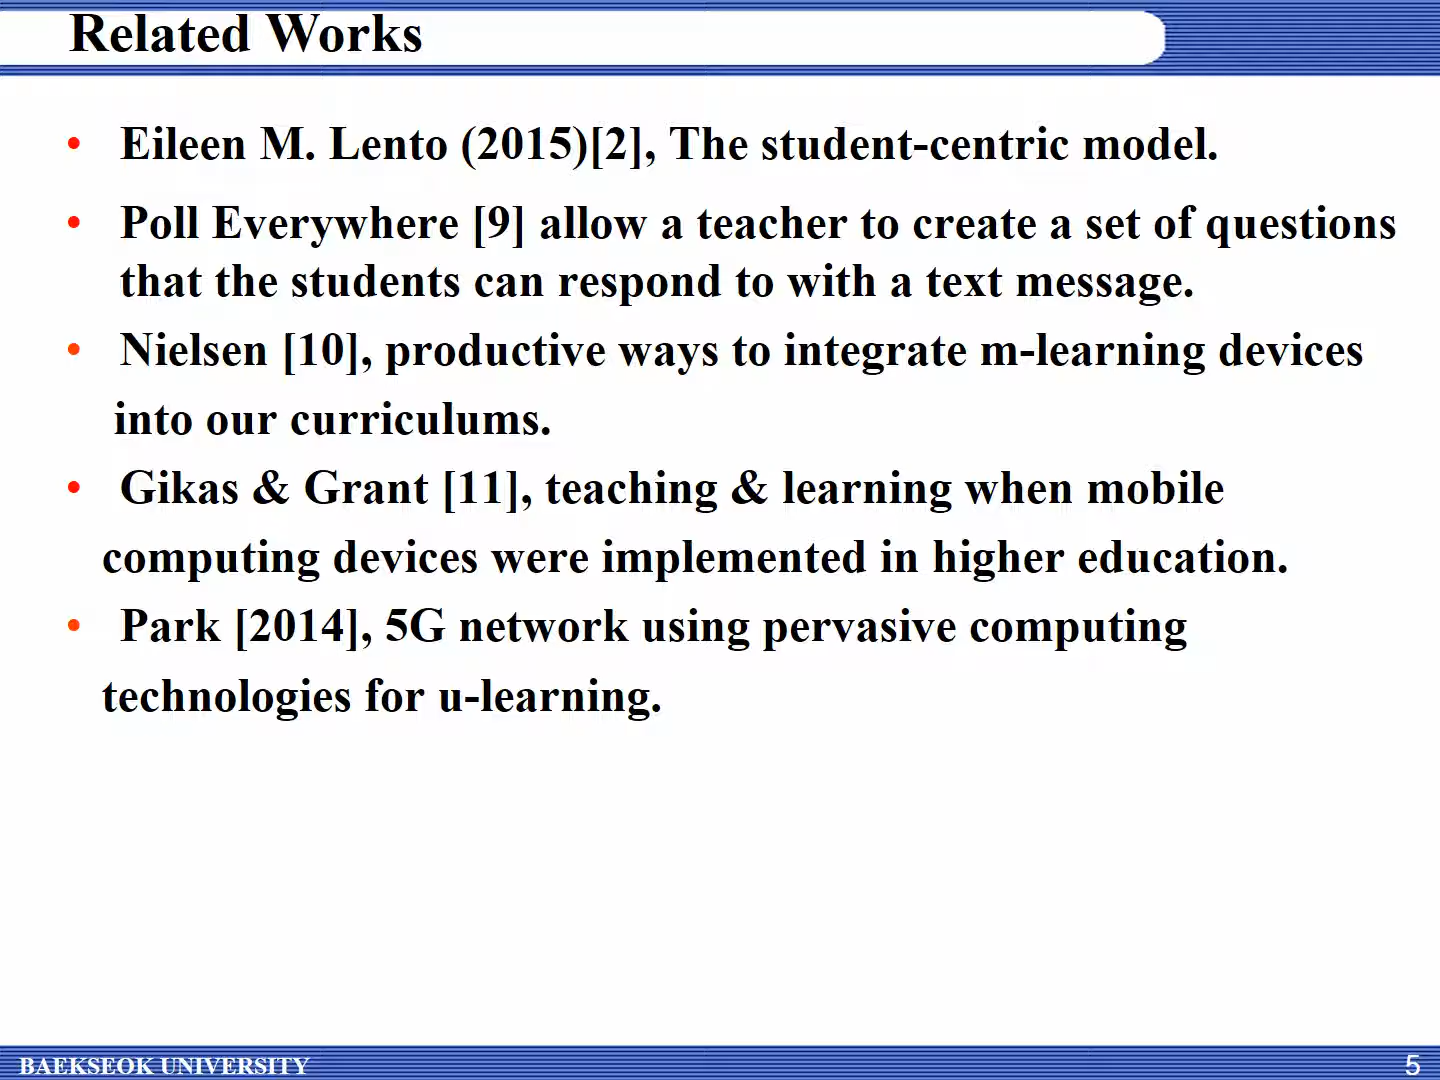 Related Works
• Eileen M. Lento (2015)[2], The student-centric model.
• Poll Everywhere [9] allow a teacher to create a set of questions
that the students can respond to with a text message.
• Nielsen [10], productive ways to integrate m-learning devices
into our curriculums.
• Gikas & Grant [11], teaching & learning when mobile
computing devices were implemented in higher education.
• Park [2014], 5G network using pervasive computing
technologies for u-learning.
BAEKSEOK UNIVERSITY
5